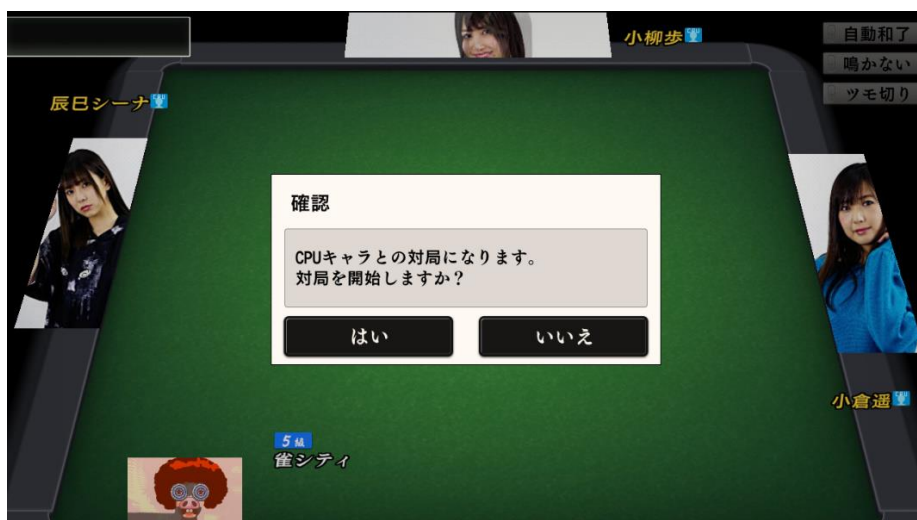 小柳歩
自動和了
鳴かない
ツモ切り
辰巳シーナ
確認
CPUキャラとの対局になります。
対局を開始しますか？
はい
いいえ
小倉遥
5級
雀シティ